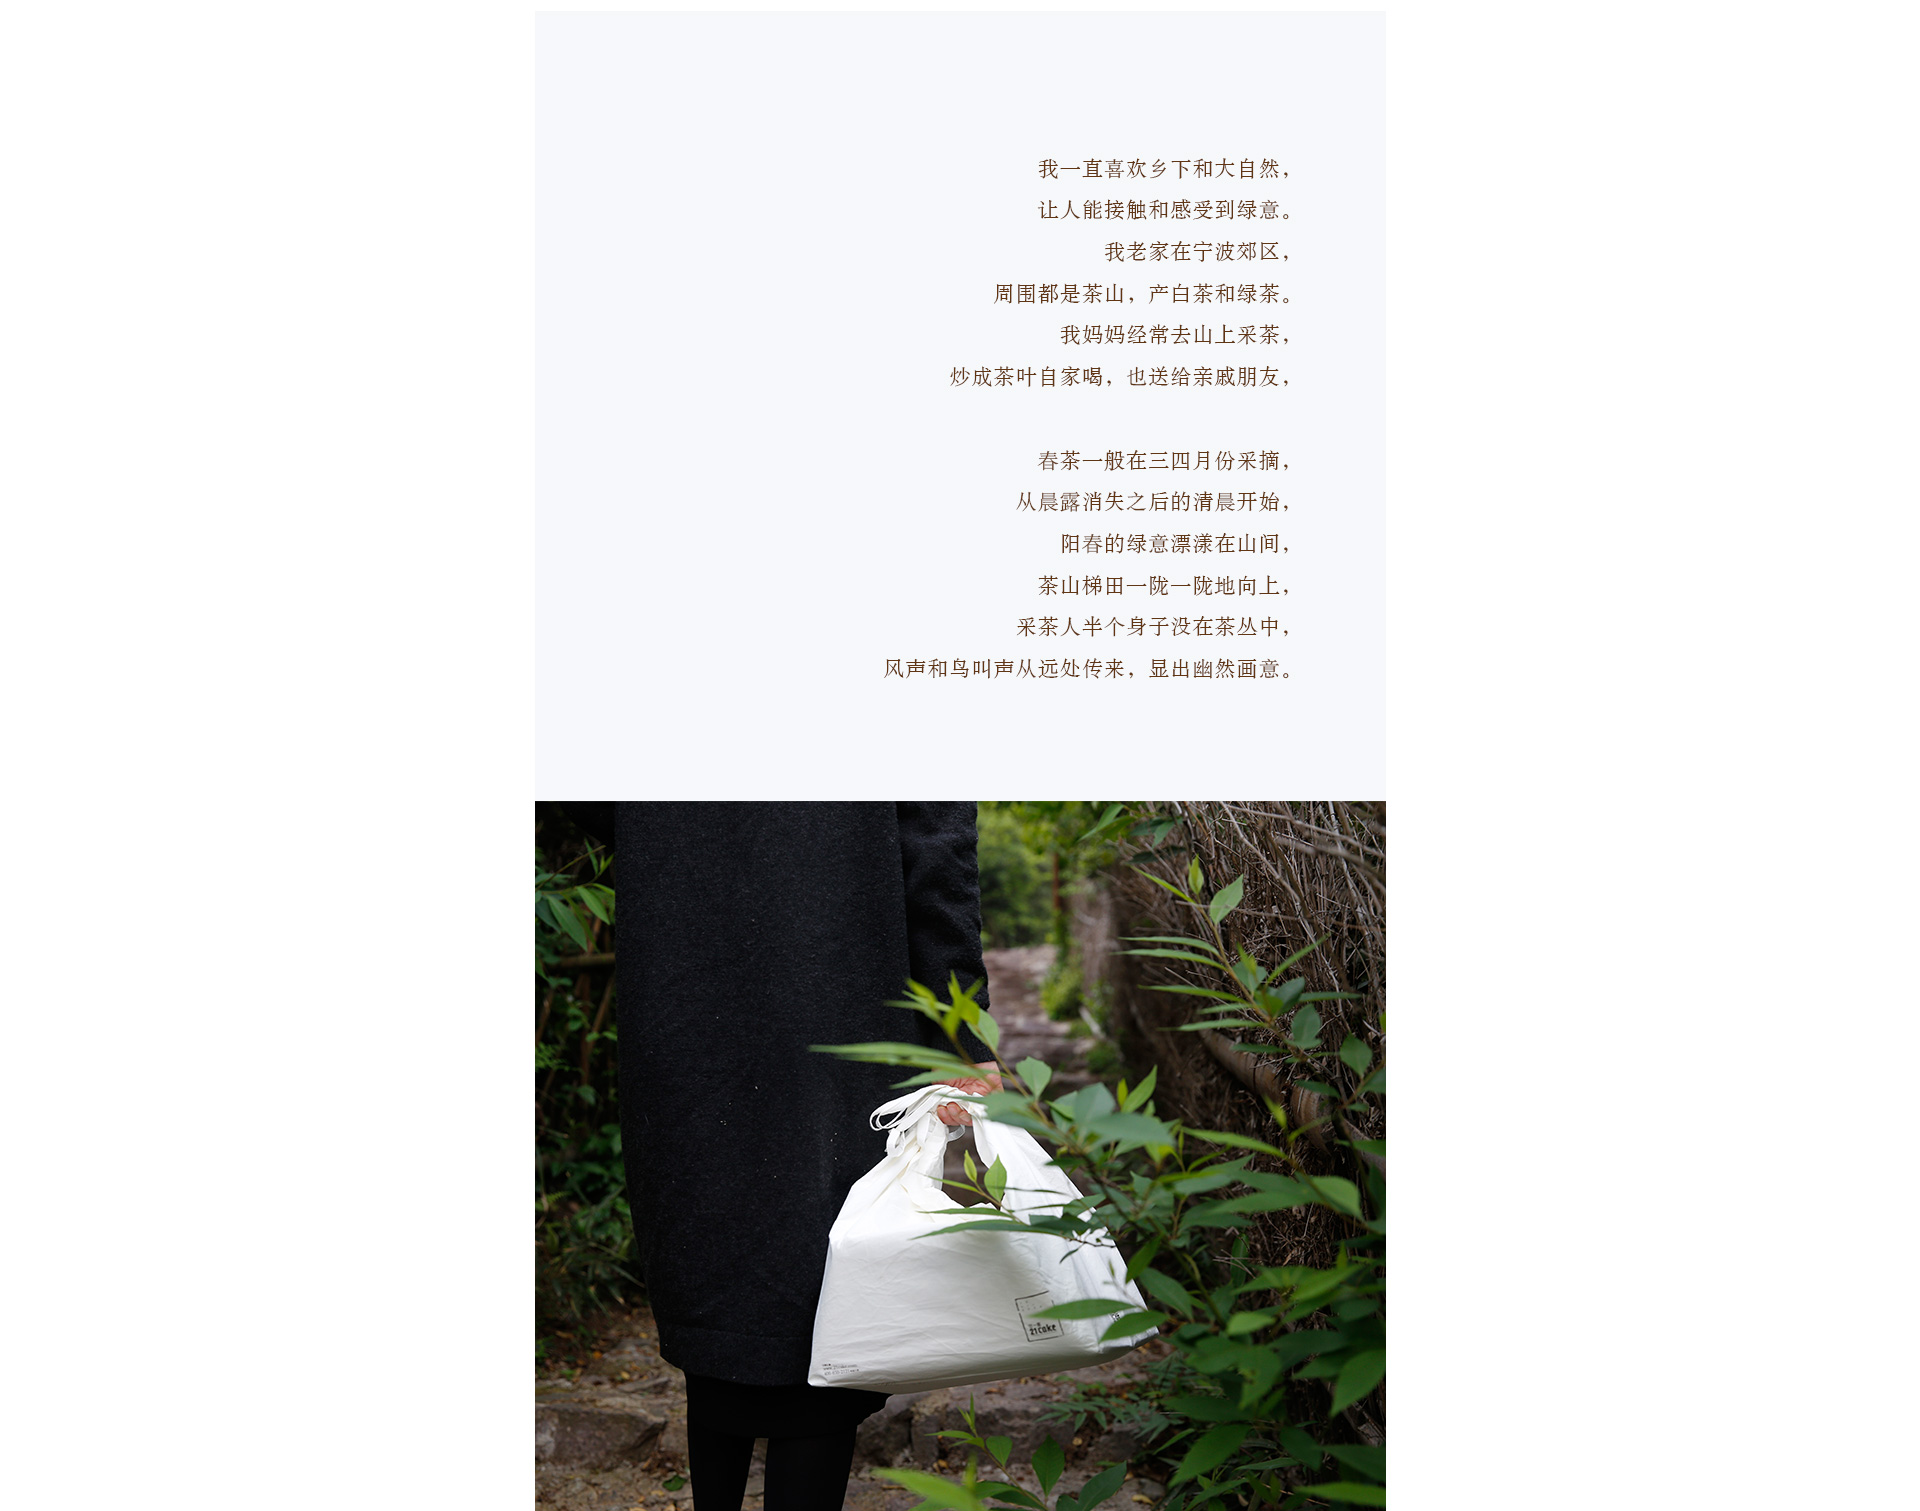 我一直喜欢乡下和大自然，
让人能接触和感受到绿意。
我老家在宁波郊区，
周围都是茶山，产白茶和绿茶。
我妈妈经常去山上采茶，
炒成茶叶自家喝，也送给亲戚朋友，
春茶一般在三四月份采摘，
从晨露消失之后的清晨开始，
阳春的绿意漂漾在山间，
茶山梯田一陇一陇地向上，
采茶人半个身子没在茶丛中，
风声和鸟叫声从远处传来，显出幽然画意。
21cake